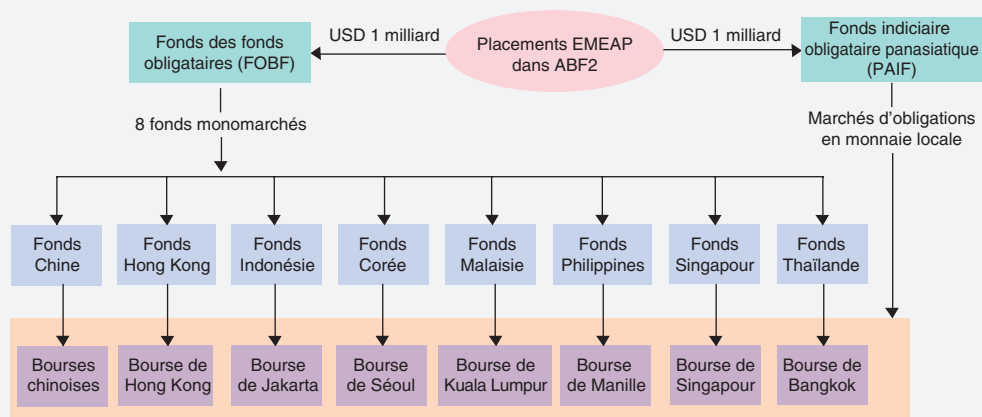 Fonds des fonds
obligataires (FOBF)
USD 1 milliard
Placements EMEAP
dans ABF2
USD 1 milliard
Fonds indiciaire
obligataire panasiatique
(PAIF)
8 fonds monomarchés
Marchés d'obligations
en monnaie locale
Fonds
Chine
Fonds
Hong Kong
Fonds
Indonésie
Fonds
Corée
Fonds
Malaisie
Fonds
Philippines
Fonds
Singapour
Fonds
Thaïlande
Bourses
chinoises
Bourse de
Hong Kong
Bourse
de Jakarta
Bourse
de Séoul
Bourse de
Kuala Lumpur
Bourse
de Manille
Bourse de
Singapour
Bourse de
Bangkok